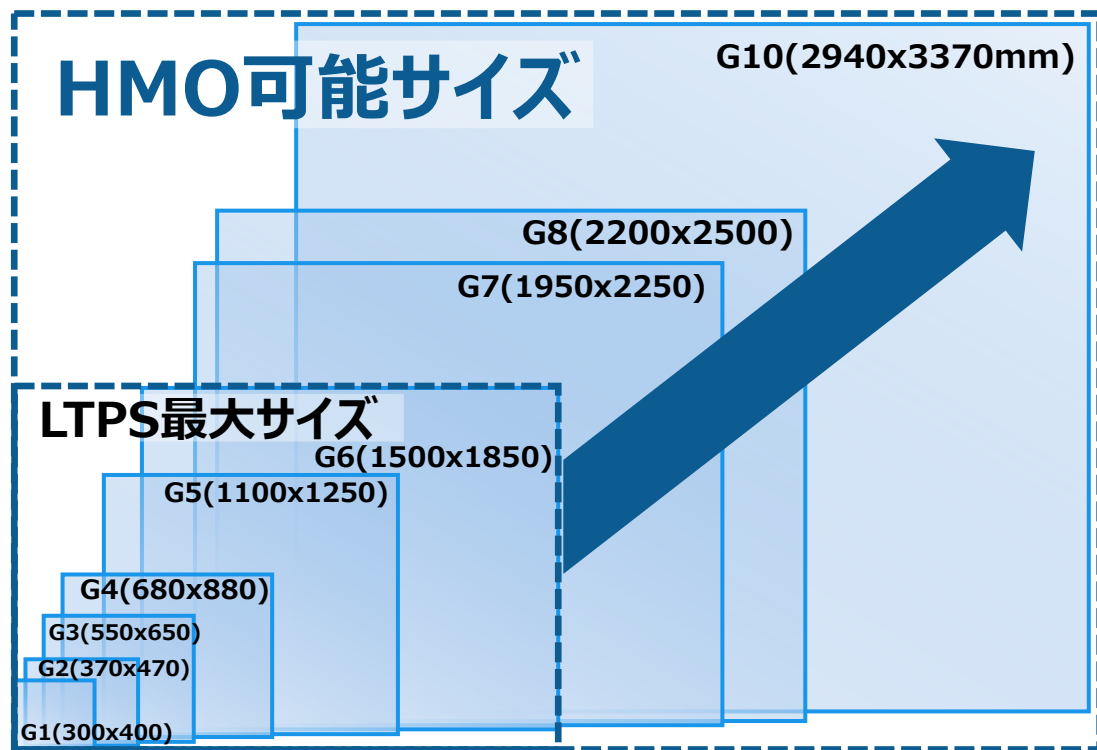 HMO可能サイズ
G10(2940x3370mm)
G8(2200x2500)
G7(1950x2250)
LTPS最大サイズ
G6(1500x1850)
G5(1100x1250)
G4(680x880)
G3(550x650)
G2(370x470)
G1(300x400)